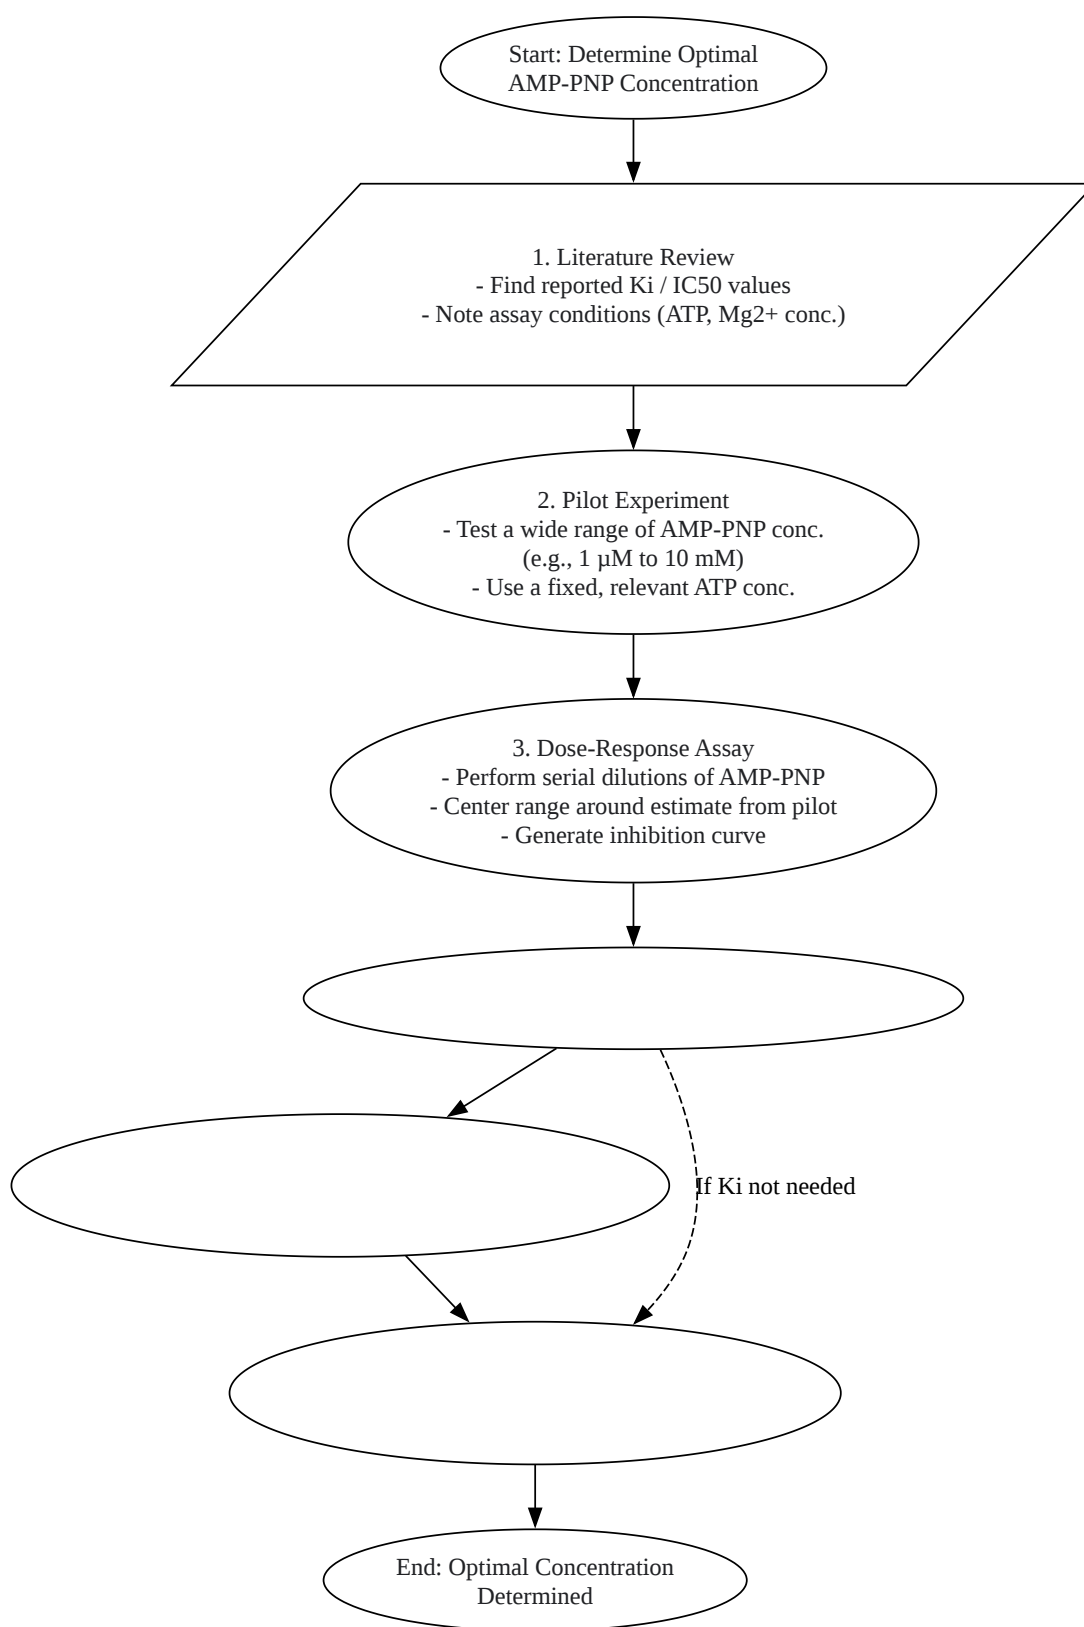 Start: Determine Optimal
AMP-PNP Concentration
1. Literature Review
- Find reported Ki / IC50 values
- Note assay conditions (ATP, Mg2+ conc.)
2. Pilot Experiment
- Test a wide range of AMP-PNP conc.
(e.g., 1 µM to 10 mM)
- Use a fixed, relevant ATP conc.
3. Dose-Response Assay
- Perform serial dilutions of AMP-PNP
- Center range around estimate from pilot
- Generate inhibition curve
If Ki not needed
End: Optimal Concentration
Determined